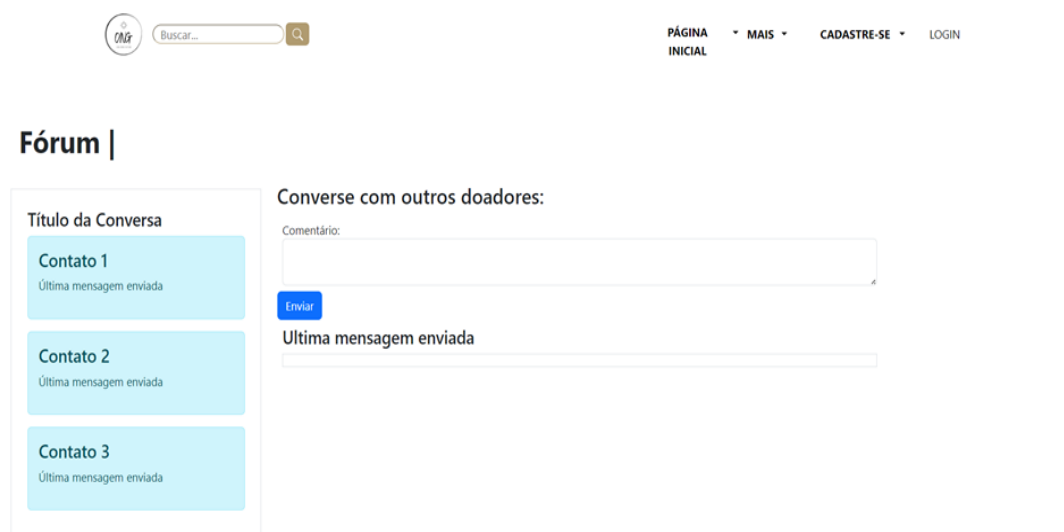 ONG
Buscar...
PÁGINA INICIAL
MAIS
CADASTRE-SE
LOGIN
Fórum |
Título da Conversa
Contato 1
Última mensagem enviada
Contato 2
Última mensagem enviada
Contato 3
Última mensagem enviada
Converse com outros doadores:
Comentário:
Enviar
Ultima mensagem enviada